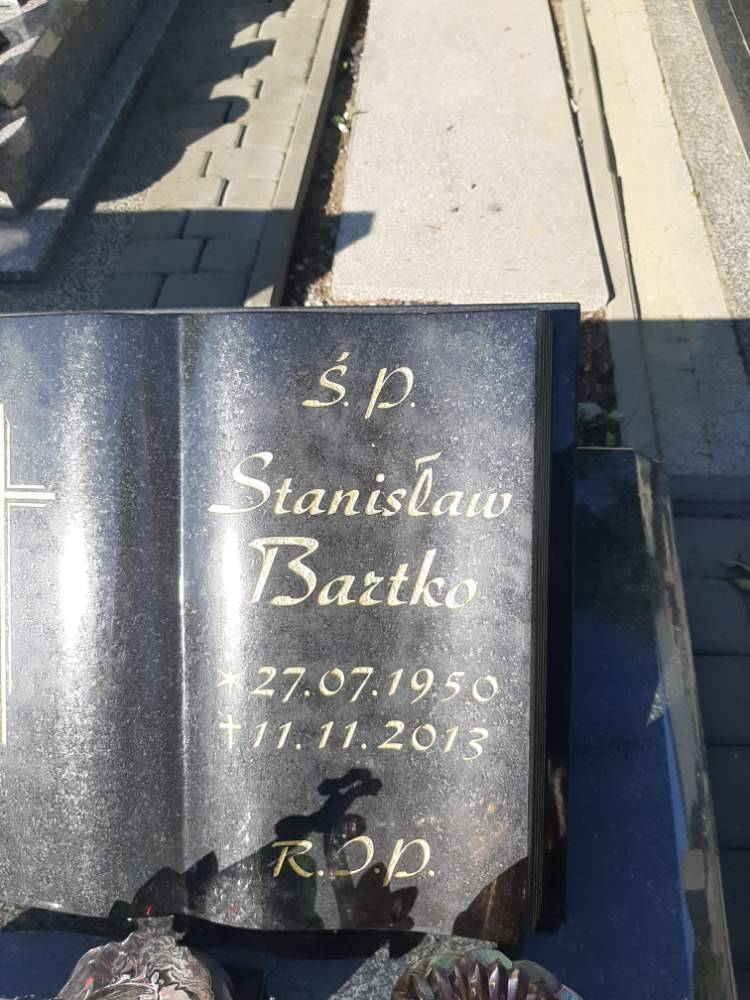 Ś. P.
Stanisław
Bartko
* 27.07.1950
† 11.11.2013
R.I.P.